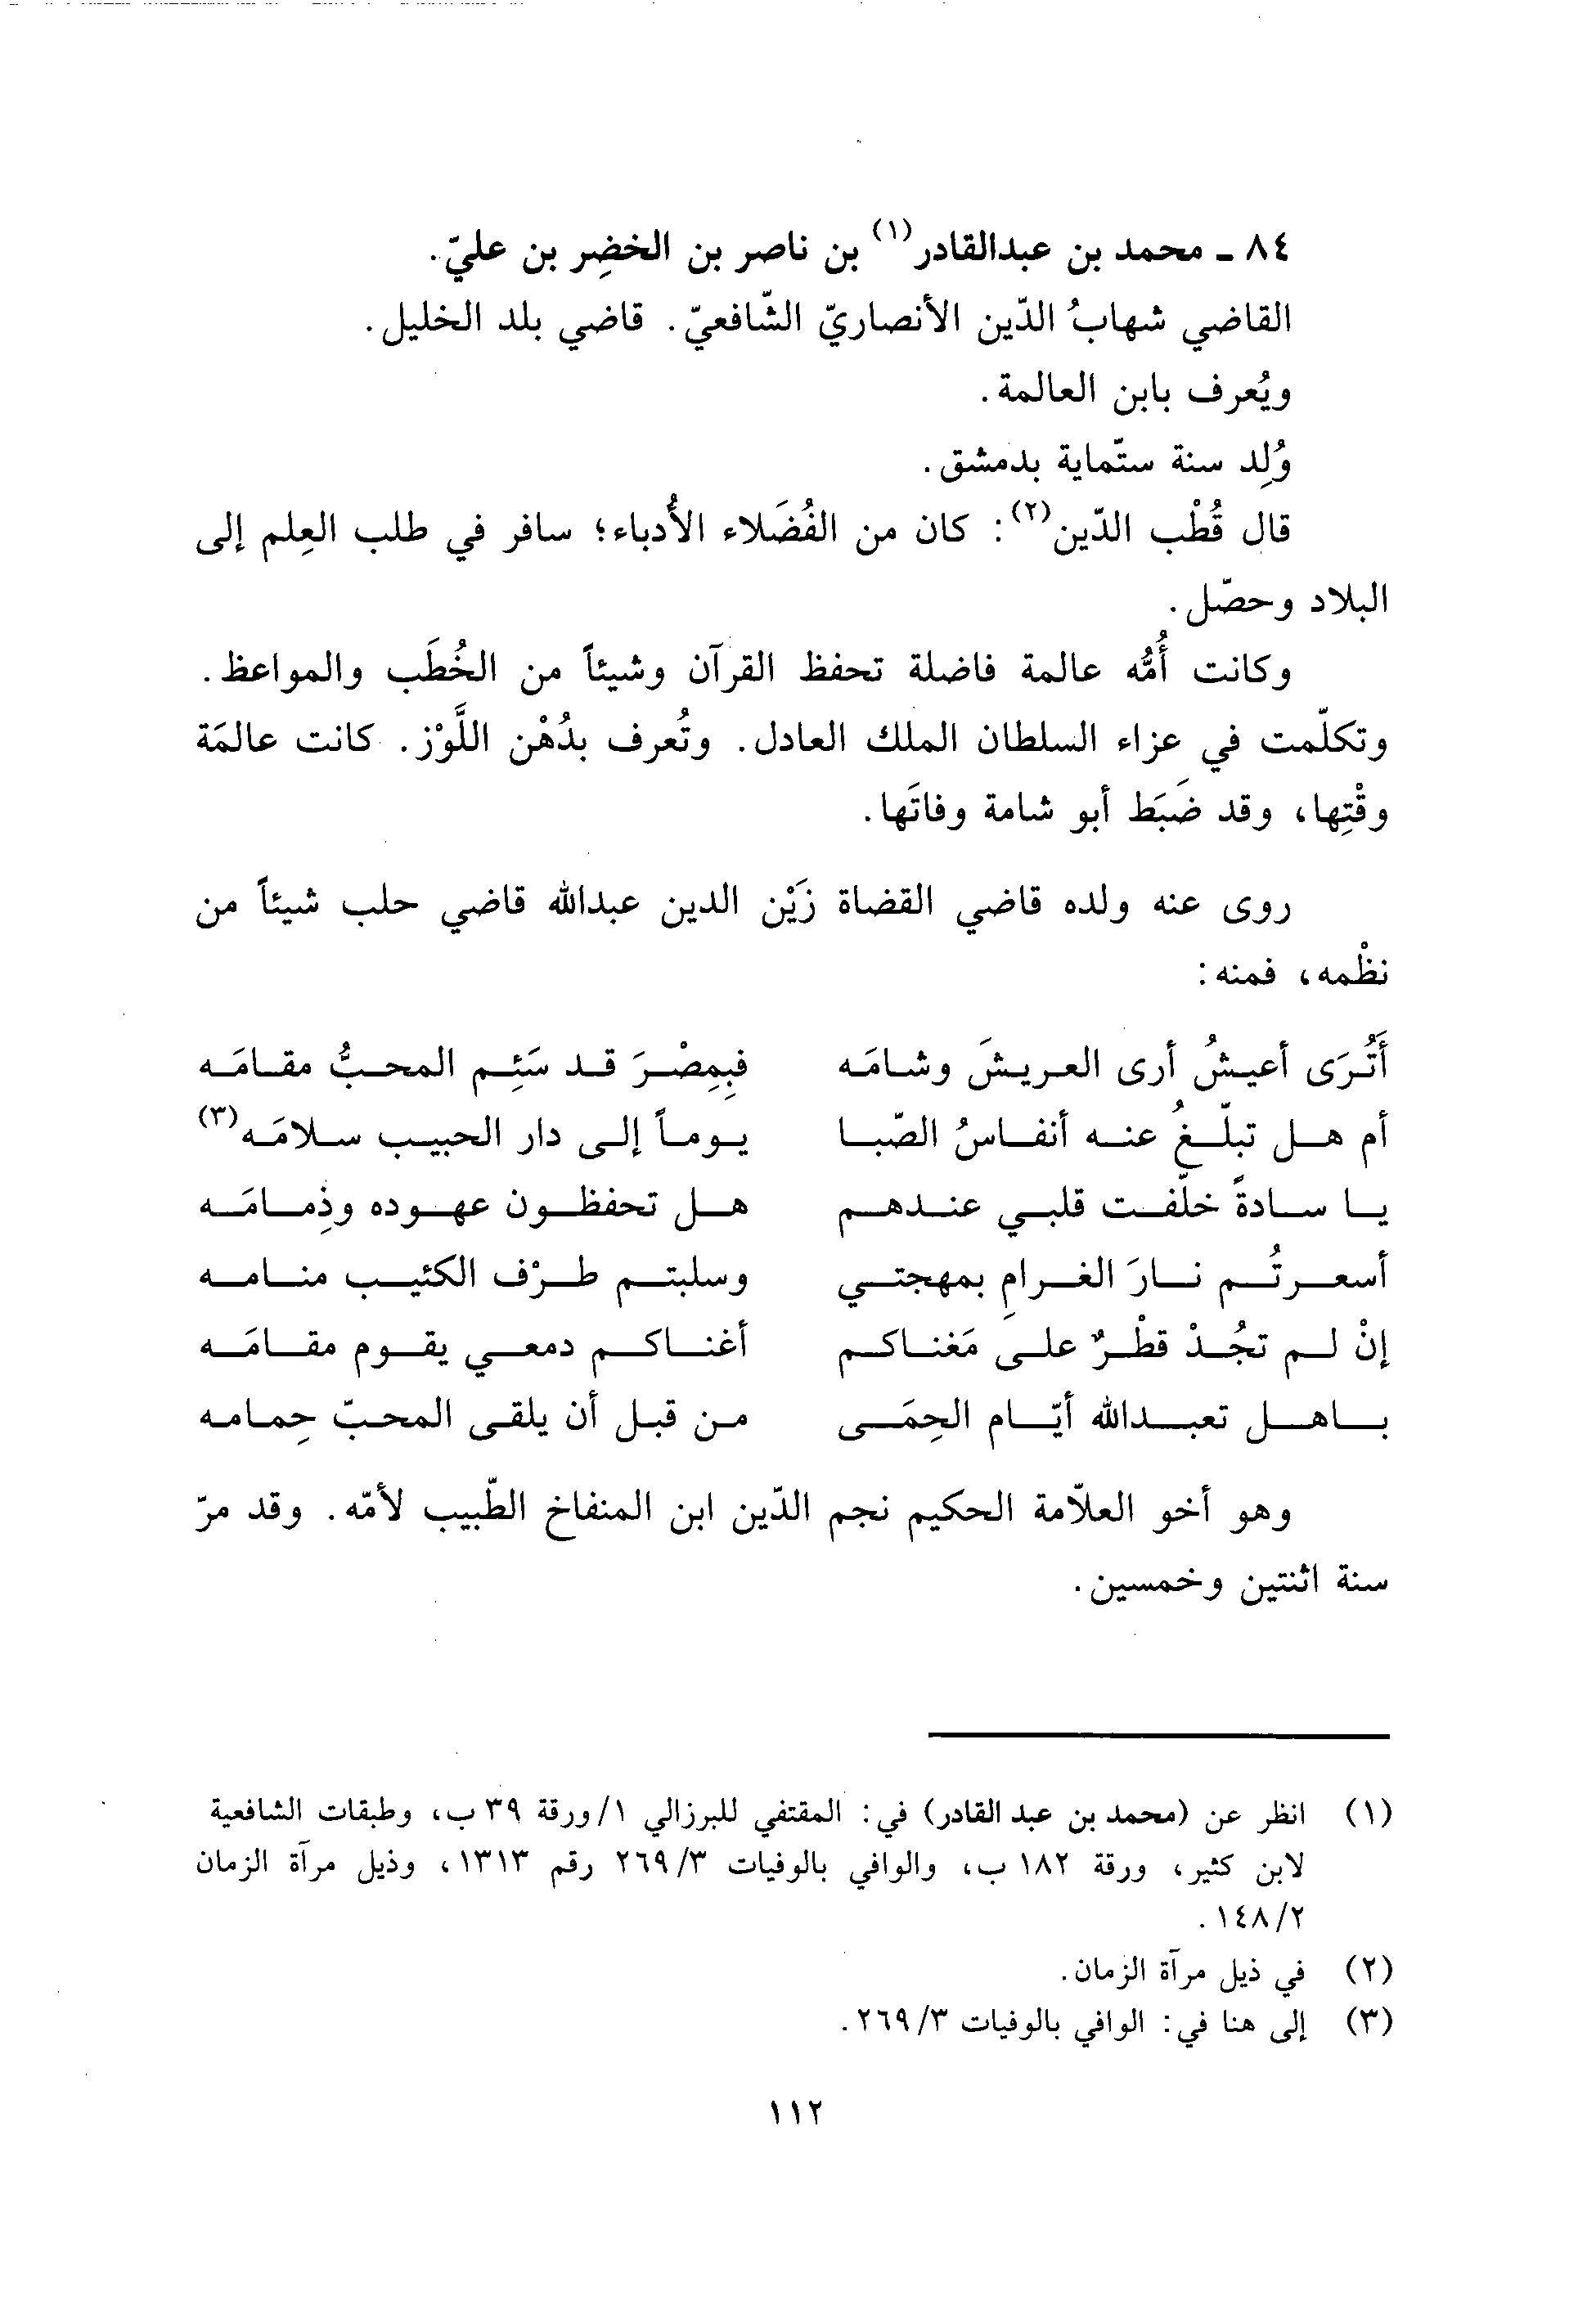 ٨٤ ـ محمد بن عبدالقادر(١) بن ناصر بن الخضِر بن عليّ.
القاضي شهابُ الدّين الأنصاريّ الشّافعيّ. قاضي بلد الخليل.
ويُعرف بابن العالمة.
وُلِد سنة ستّماية بدمشق.
قال قُطْب الدّين(٢): كان من الفُضَلاء الأُدباء؛ سافر في طلب العِلم إلى
البلاد وحصّل.
وكانت أُمُّه عالمة فاضلة تحفظ القرآن وشيئاً من الخُطَب والمواعظ.
وتكلّمت في عزاء السلطان الملك العادل. وتُعرف بدُهْن اللَّوْز. كانت عالمَة
وقْتِها، وقد ضَبَط أبو شامة وفاتَها.
روى عنه ولده قاضي القضاة زَيْن الدين عبدالله قاضي حلب شيئاً من
نظْمه، فمنه:
أَتُرَى أعيشُ أرى العريشَ وشامَه فبِمِصْرَ قد سَئِم المحبُّ مقامَه
أم هل تبلّغُ عنه أنفاسُ الصّبا يوماً إلى دار الحبيب سلامَه(٣)
يا سادةً خلّفت قلبي عندهم هل تحفظون عهوده وذِمامَه
أسعرتُم نارَ الغرامِ بمهجتي وسلبتم طرْف الكئيب منامه
إنْ لم تجُدْ قطْرٌ على مَغناكم أغناكم دمعي يقوم مقامَه
باهل تعبدالله أيّام الحِمَى من قبل أن يلقى المحبّ حِمامه
وهو أخو العلاّمة الحكيم نجم الدّين ابن المنفاخ الطّبيب لأمّه. وقد مرّ
سنة اثنتين وخمسين.
(١) انظر عن (محمد بن عبد القادر) في: المقتفي للبرزالي ١/ورقة ٣٩ ب، وطبقات الشافعية
لابن كثير، ورقة ١٨٢ ب، والوافي بالوفيات ٢٦٩/٣ رقم ١٣١٣، وذيل مرآة الزمان
١٤٨/٢.
(٢) في ذيل مرآة الزمان.
(٣) إلى هنا في: الوافي بالوفيات ٢٦٩/٣.
١١٢